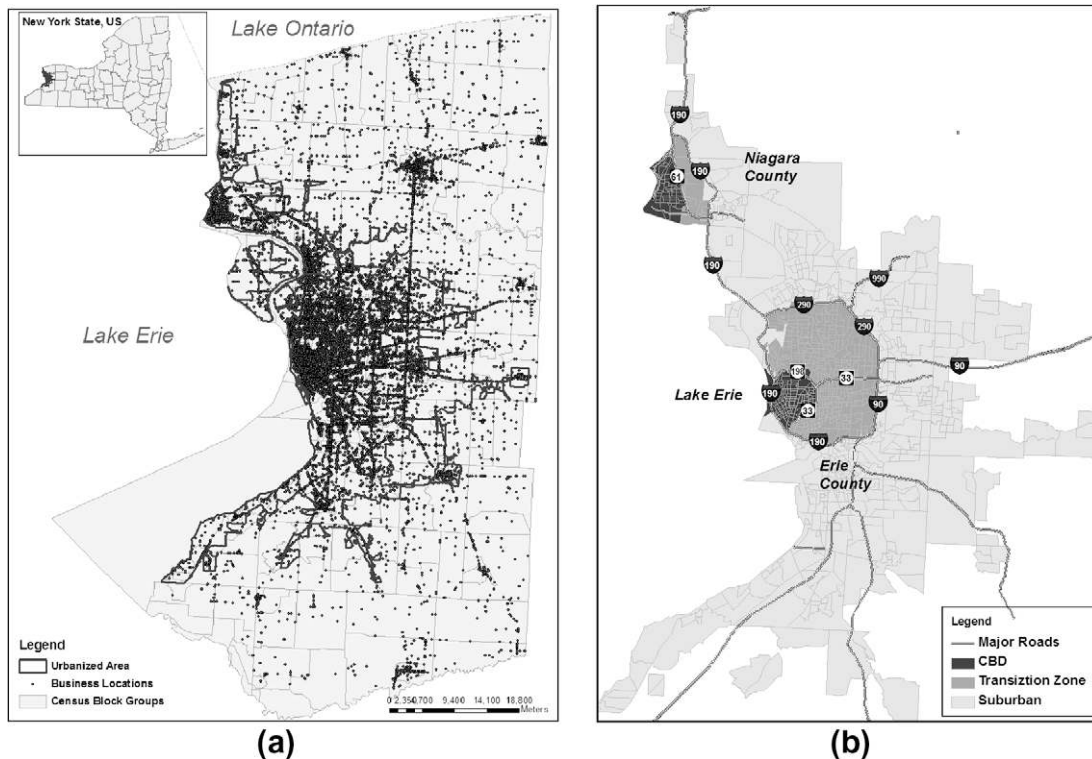 New York State, US
Lake Ontario
Lake Erie
Legend
Urbanized Area
Business Locations
Census Block Groups
0 2,350 4,700 9,400 14,100 18,800
Meters
(a)
190
Niagara
County
61
190
190
990
290
290
90
198
33
Lake Erie
190
33
90
190
Erie
County
Legend
Major Roads
CBD
Transiztion Zone
Suburban
(b)